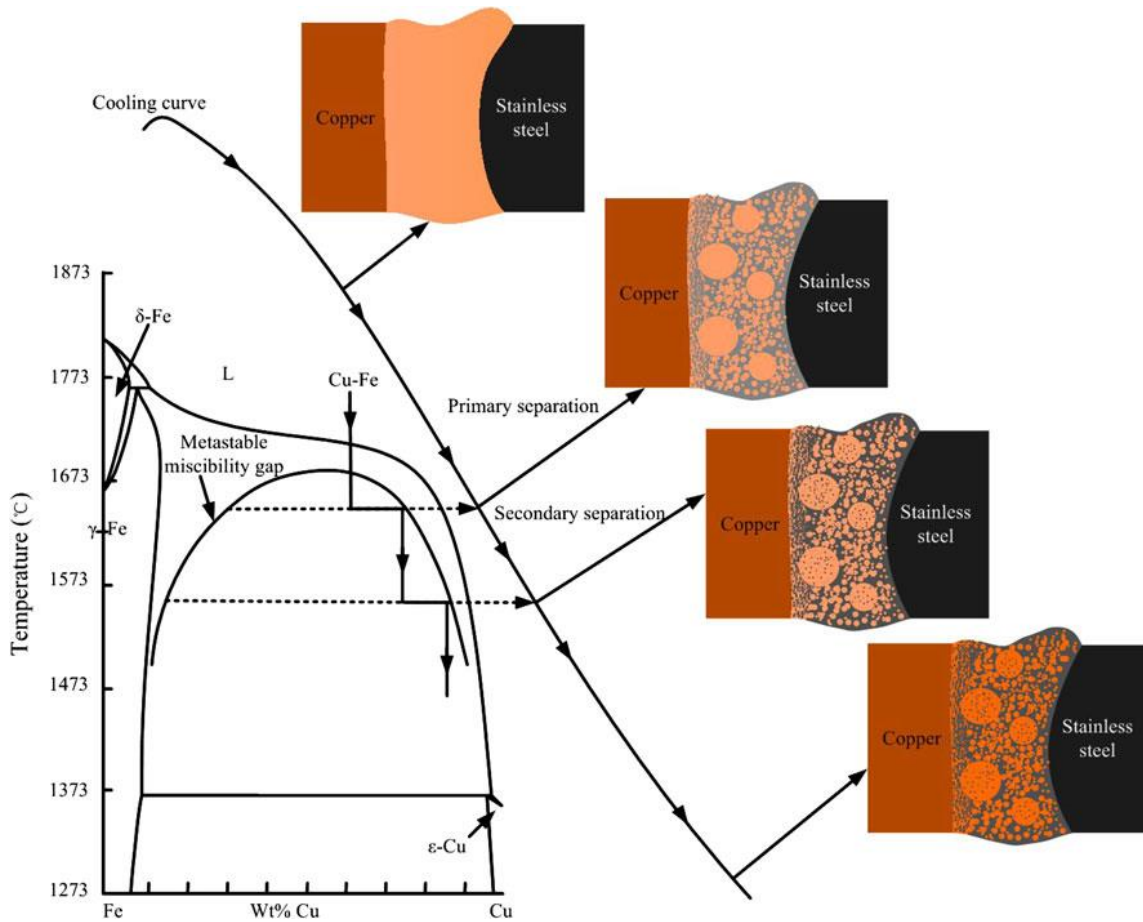 Cooling curve
Copper
Stainless
steel
Copper
Stainless
steel
1873
δ-Fe
1773
L
Cu-Fe
Primary separation
Metastable
miscibility gap
1673
Secondary separation
Copper
Stainless
steel
γ-Fe
1573
Temperature (℃)
1473
Copper
Stainless
steel
1373
ε-Cu
1273
Fe
Wt% Cu
Cu